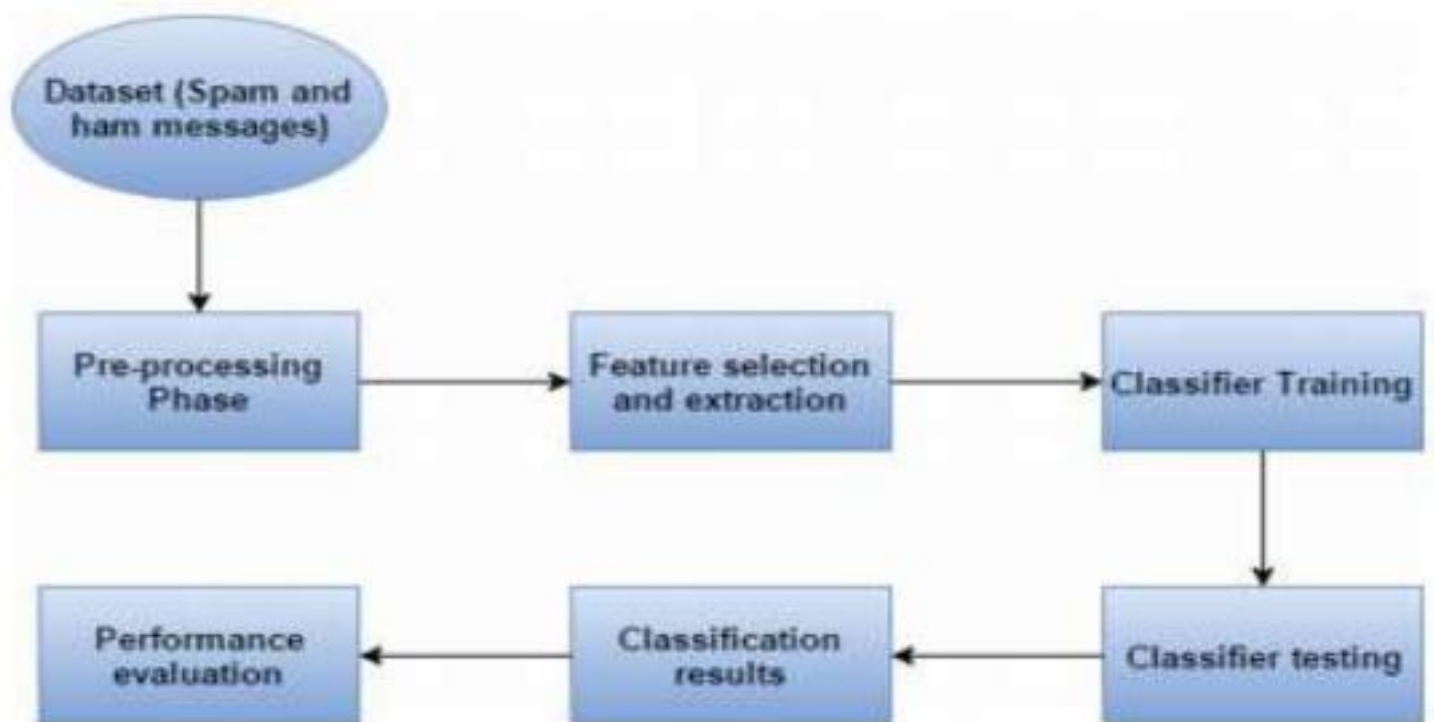 Dataset (Spam and
ham messages)
Pre-processing
Phase
Feature selection
and extraction
Classifier Training
Classifier testing
Classification
results
Performance
evaluation